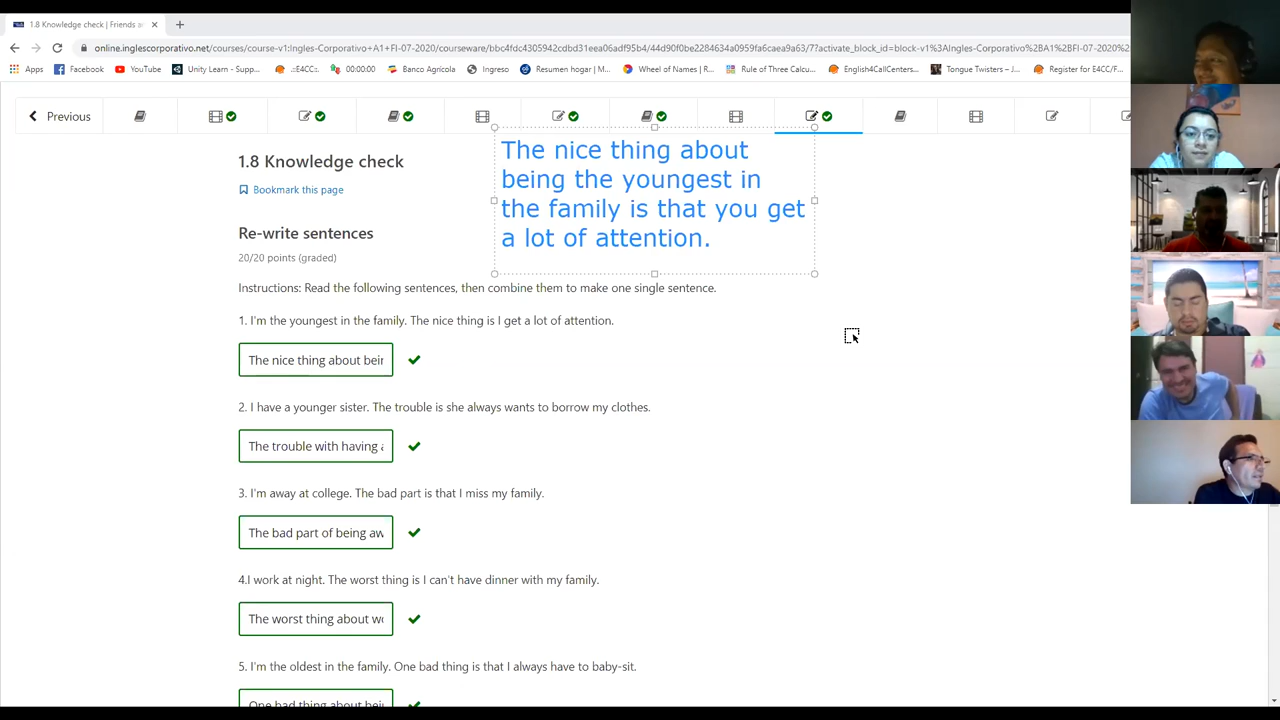 1.8 Knowledge check | Friends a
online.inglescorporativo.net/courses/course-v1:Ingles-Corporativo+A1+FI-07-2020/courseware/bbc4fdc4305942cdbd31eea06adf95b4/44d90f0be2284634a0959fa6caea9a63/7?activate_block_id=block-v1%3AIngles-Corporativo%2BA1%2BFI-07-2020%
Apps Facebook YouTube Unity Learn - Supp... .:E4CC:. 00:00:00 Banco Agrícola Ingreso Resumen hogar | M... Wheel of Names | R... Rule of Three Calcu... English4CallCenters... Tongue Twisters – J... Register for E4CC/F
Previous
The nice thing about
being the youngest in
the family is that you get
a lot of attention.
1.8 Knowledge check
Bookmark this page
Re-write sentences
20/20 points (graded)
Instructions: Read the following sentences, then combine them to make one single sentence.
1. I'm the youngest in the family. The nice thing is I get a lot of attention.
The nice thing about bein
2. I have a younger sister. The trouble is she always wants to borrow my clothes.
The trouble with having a
3. I'm away at college. The bad part is that I miss my family.
The bad part of being aw
4.I work at night. The worst thing is I can't have dinner with my family.
The worst thing about wo
5. I'm the oldest in the family. One bad thing is that I always have to baby-sit.
One bad thing about bei